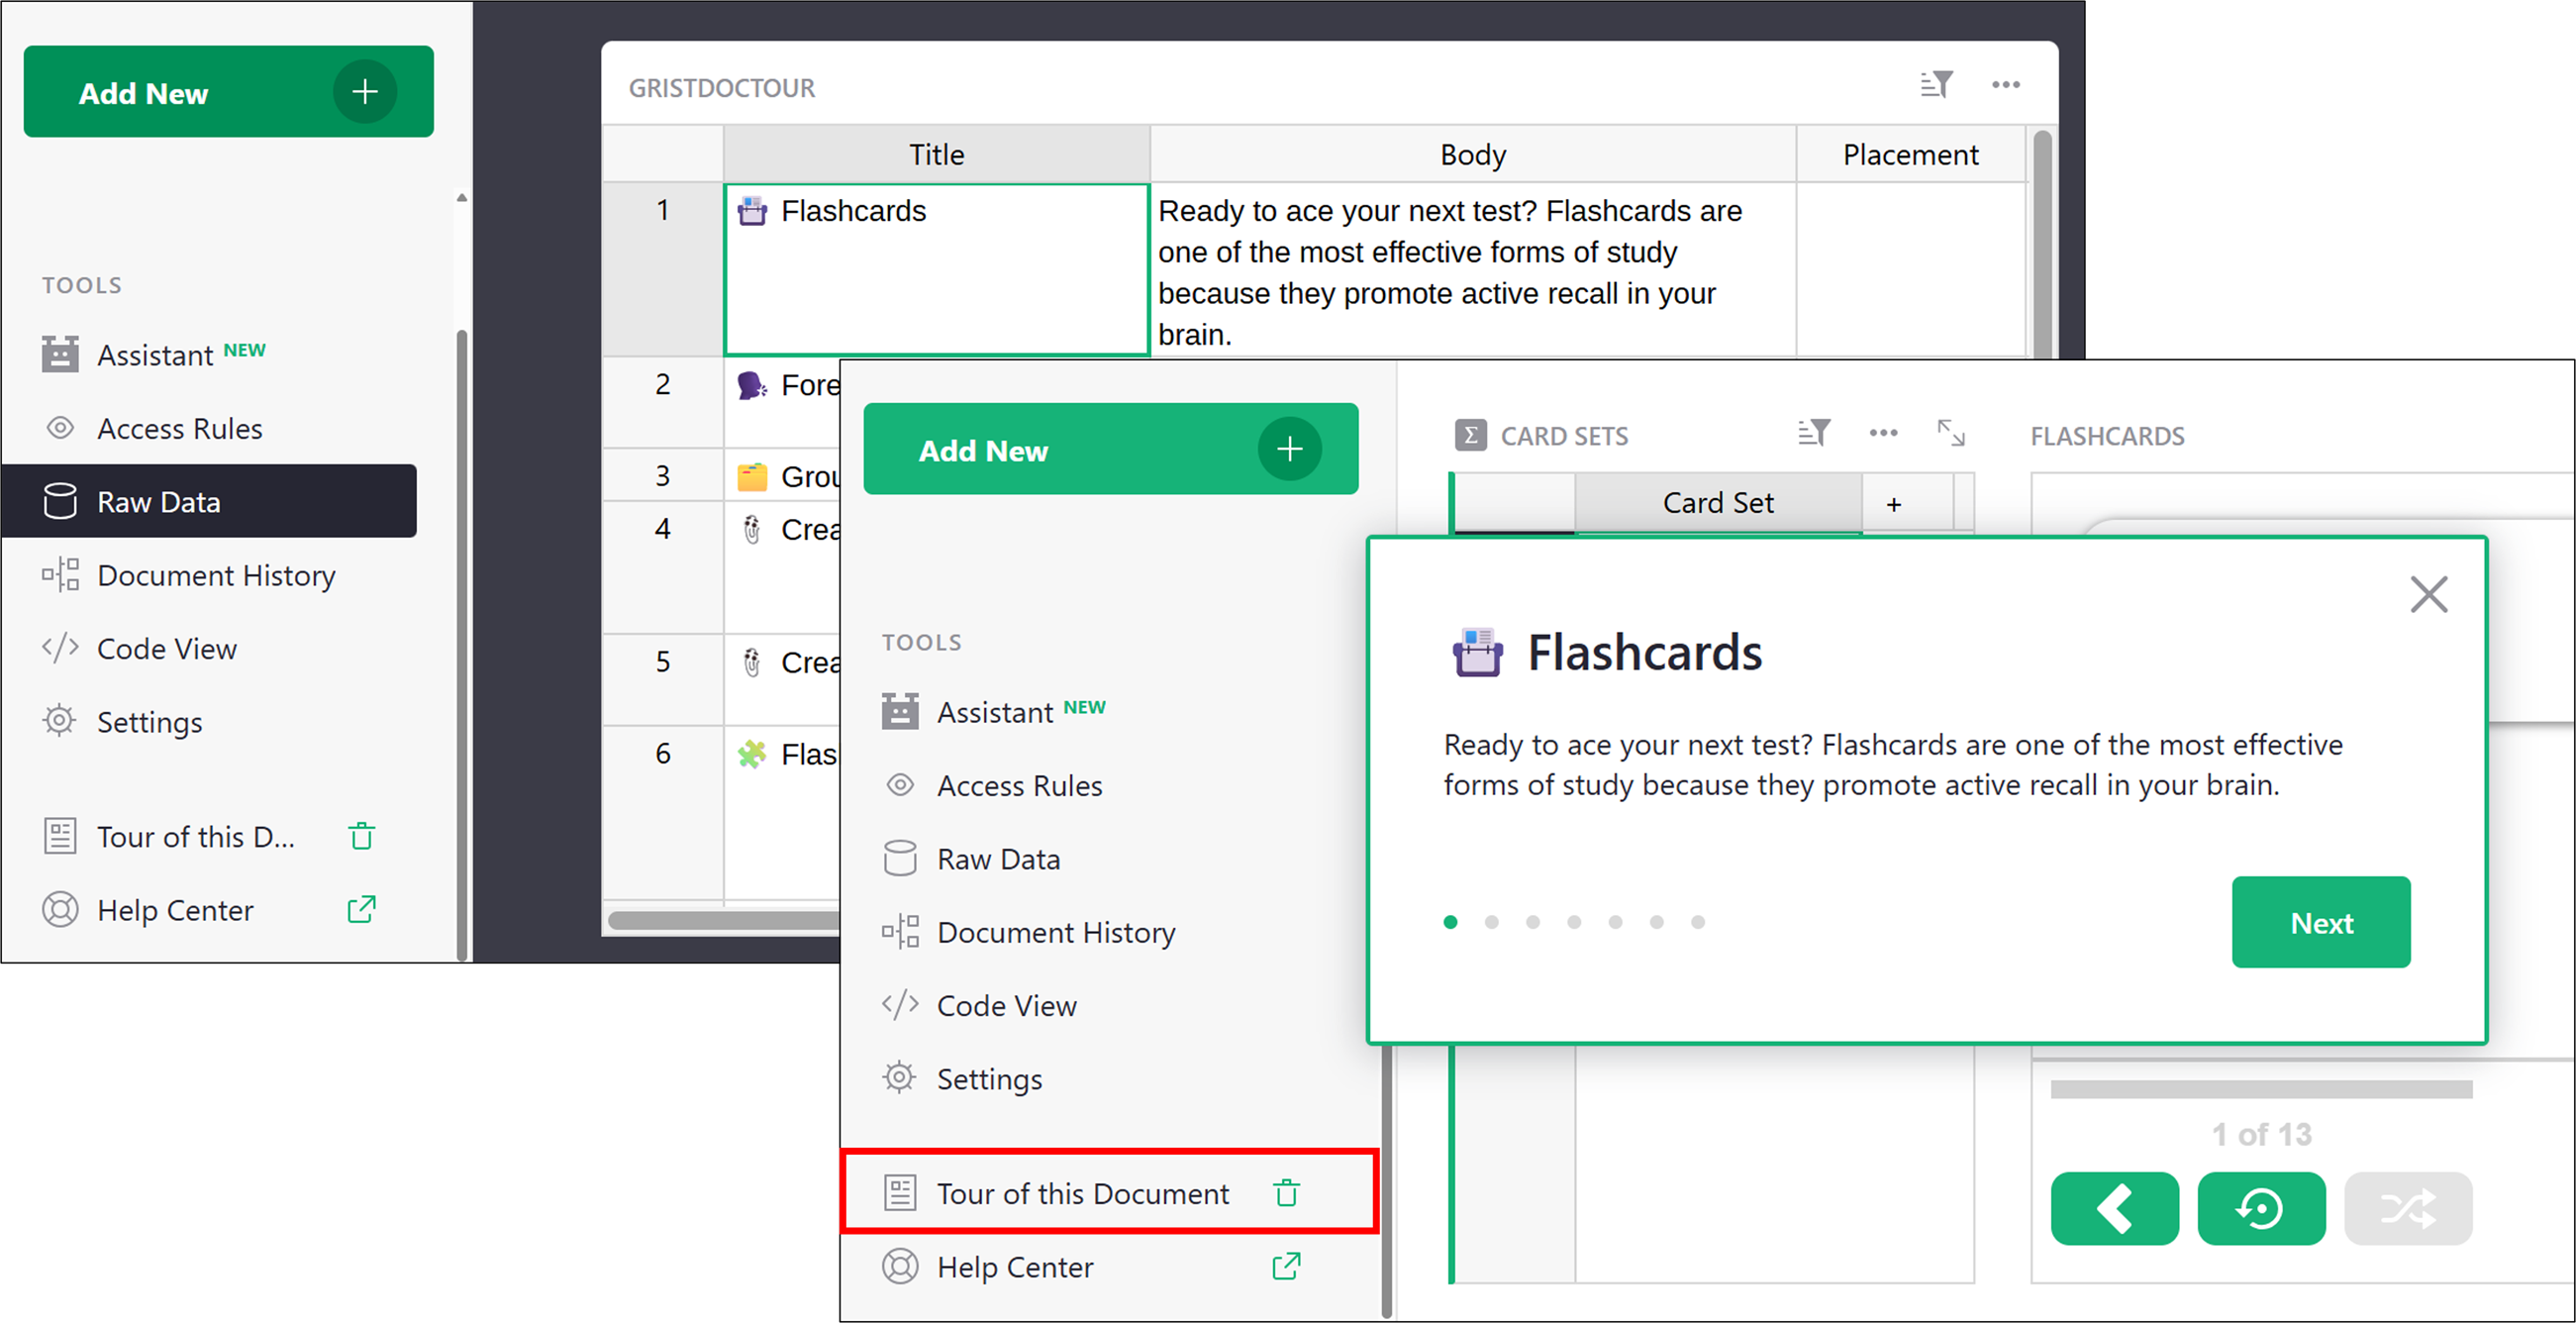 Add New
TOOLS
Assistant NEW
Access Rules
Raw Data
Document History
Code View
Settings
Tour of this D...
Help Center
GRISTDOCTOUR
Title Body Placement
1 Flashcards Ready to ace your next test? Flashcards are
one of the most effective forms of study
because they promote active recall in your
brain.
2 Fore
3 Grou
4 Crea
5 Crea
6 Flas
Add New
TOOLS
Assistant NEW
Access Rules
Raw Data
Document History
Code View
Settings
Tour of this Document
Help Center
Σ CARD SETS
Card Set +
FLASHCARDS
Flashcards
Ready to ace your next test? Flashcards are one of the most effective
forms of study because they promote active recall in your brain.
Next
1 of 13